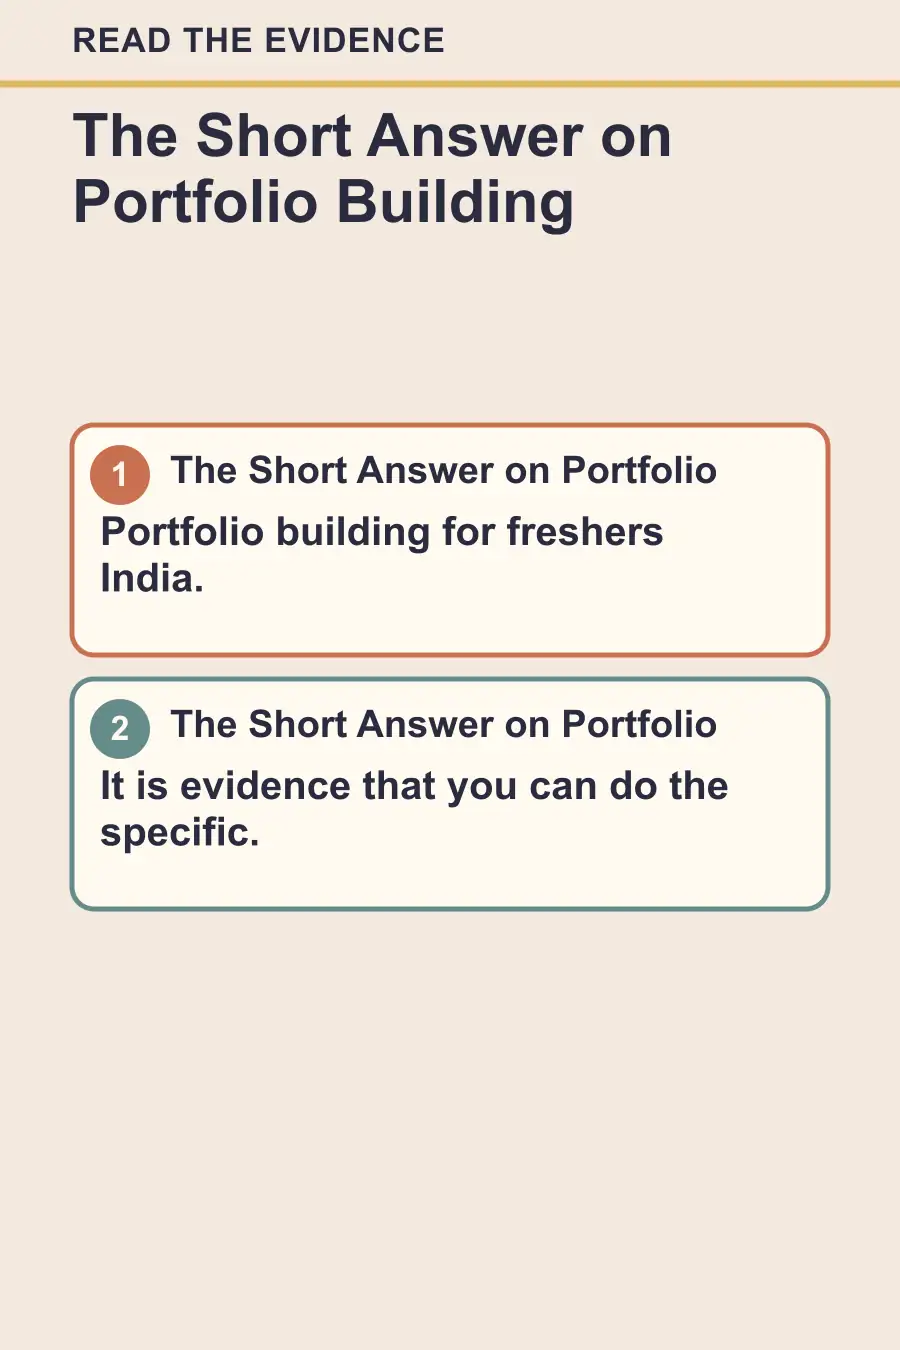 READ THE EVIDENCE
The Short Answer on
Portfolio Building
1 The Short Answer on Portfolio
Portfolio building for freshers
India.
2 The Short Answer on Portfolio
It is evidence that you can do the
specific.